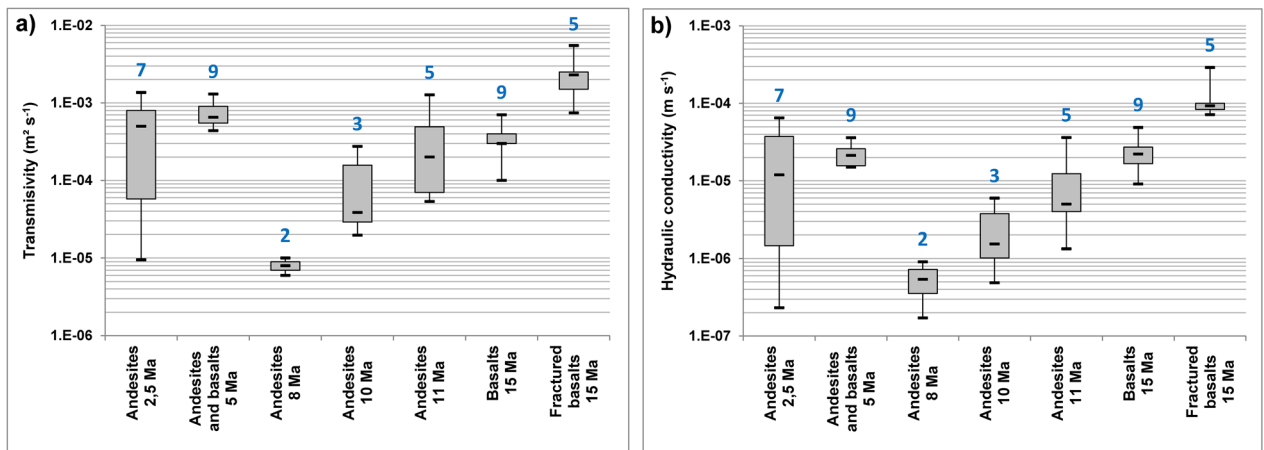 a)
Transmisivity (m² s⁻¹)
1.E-02
1.E-03
1.E-04
1.E-05
1.E-06
7
9
2
3
5
9
5
Andesites
2,5 Ma
Andesites
and basalts
5 Ma
Andesites
8 Ma
Andesites
10 Ma
Andesites
11 Ma
Basalts
15 Ma
Fractured
basalts
15 Ma
b)
Hydraulic conductivity (m s⁻¹)
1.E-03
1.E-04
1.E-05
1.E-06
1.E-07
7
9
2
3
5
9
5
Andesites
2,5 Ma
Andesites
and basalts
5 Ma
Andesites
8 Ma
Andesites
10 Ma
Andesites
11 Ma
Basalts
15 Ma
Fractured
basalts
15 Ma